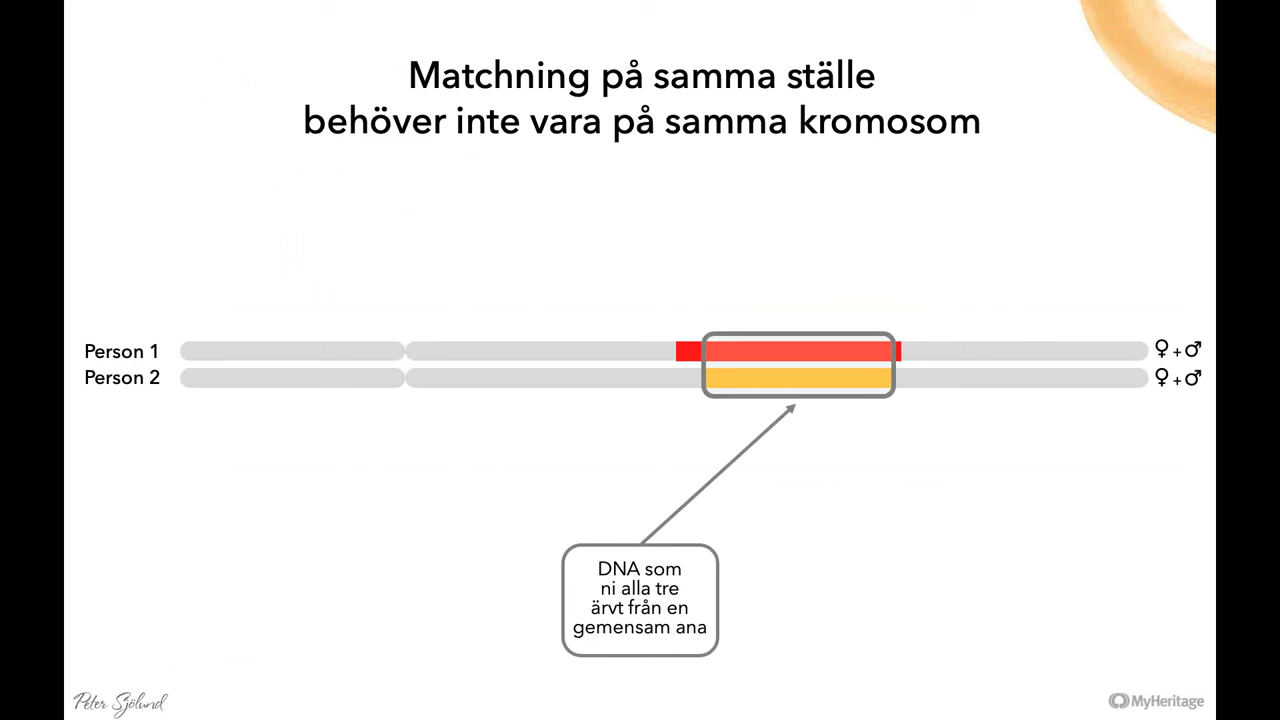 Matchning på samma ställe
behöver inte vara på samma kromosom
Person 1
♀+♂
Person 2
♀+♂
DNA som
ni alla tre
ärvt från en
gemensam ana
Peter Sjölund
MyHeritage